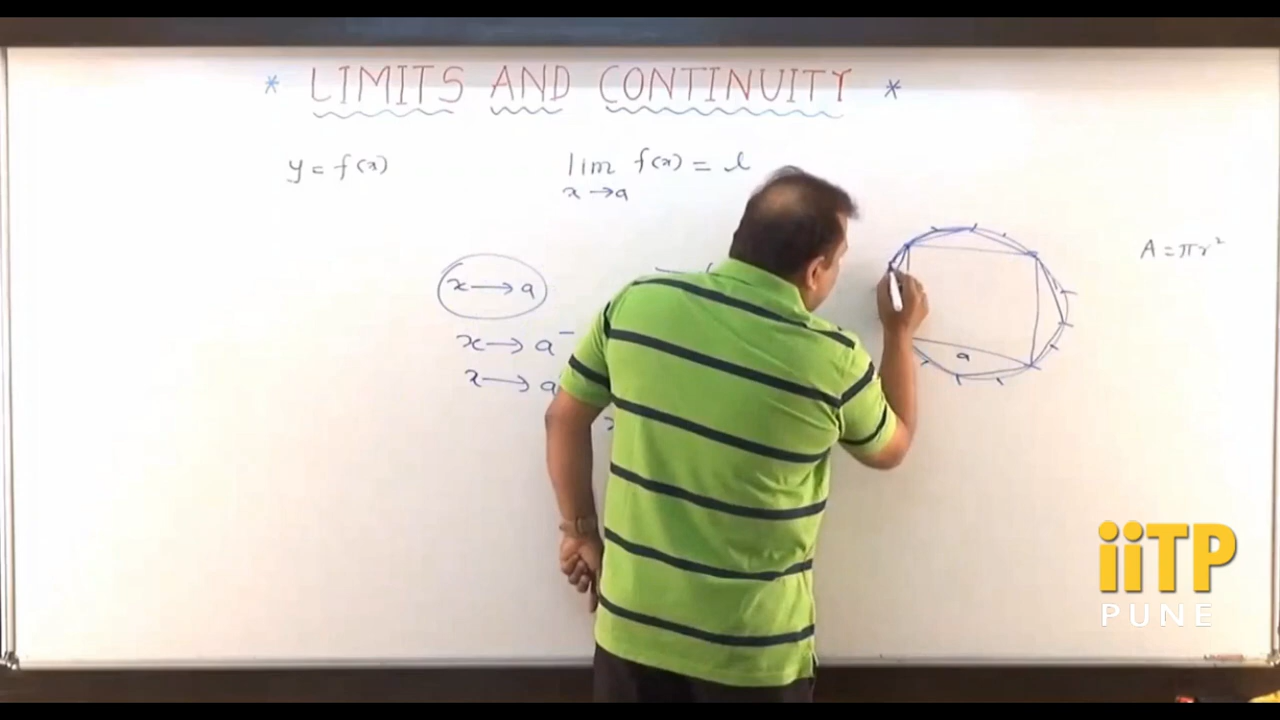 * LIMITS AND CONTINUITY *
y = f(x)
lim f(x) = l
x → a
A = πr²
x → a
x → a⁻
x → a
a
iiTP
PUNE